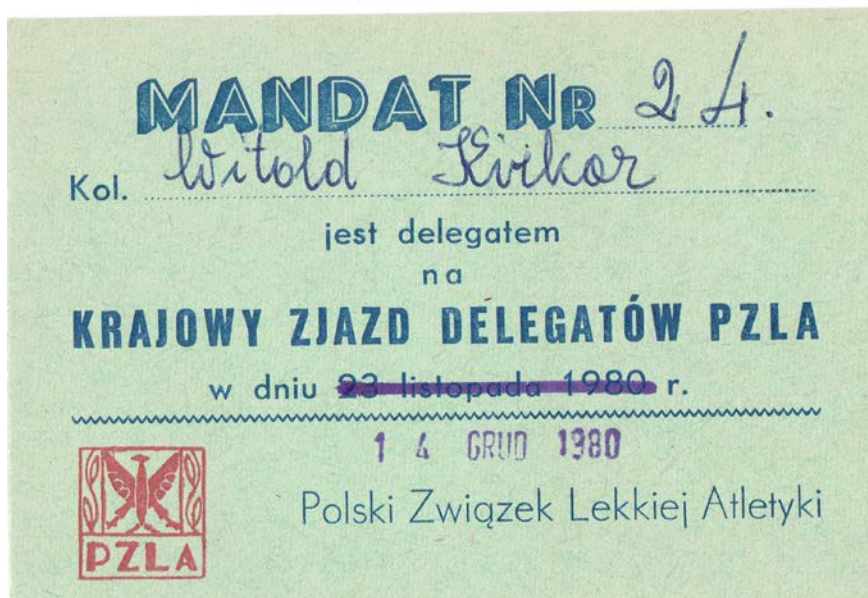 MANDAT NR 24.
Kol. Witold Kvikor
jest delegatem
na
KRAJOWY ZJAZD DELEGATÓW PZLA
w dniu 23 listopada 1980 r.
14 GRUD 1980
Polski Związek Lekkiej Atletyki
PZLA